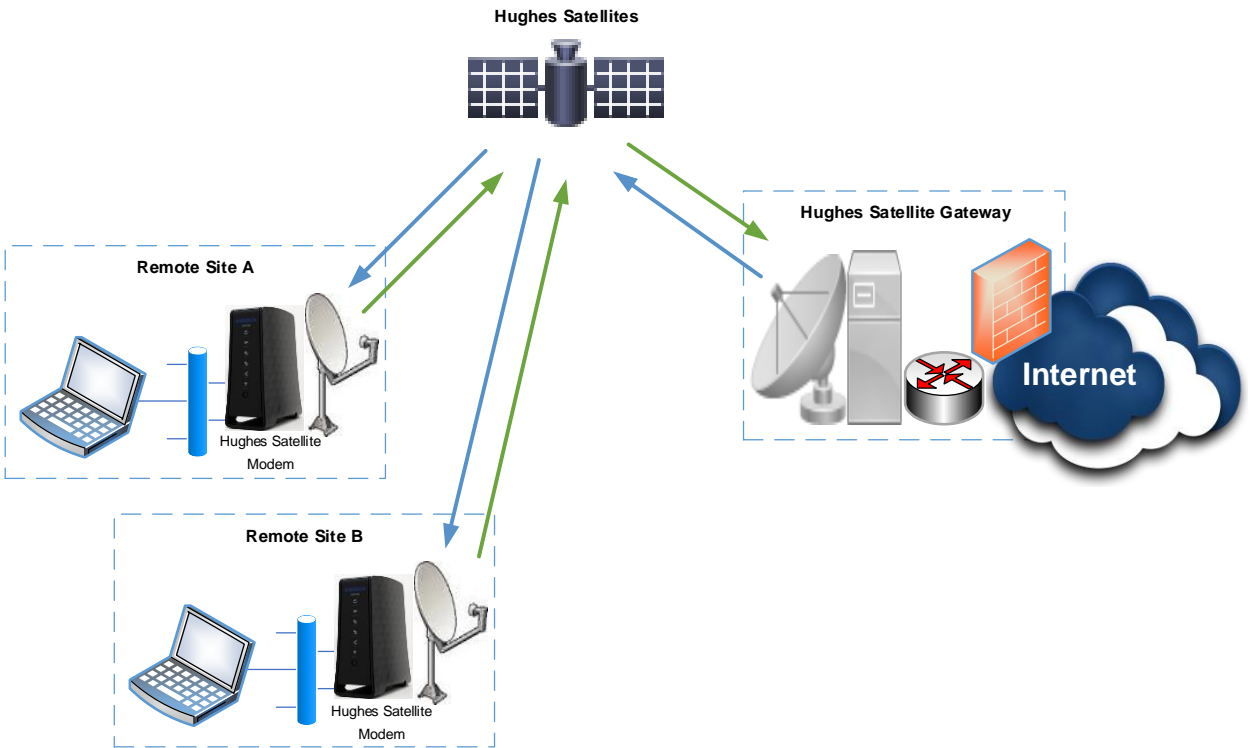 Hughes Satellites
Hughes Satellite Gateway
Internet
Remote Site A
Hughes Satellite
Modem
Remote Site B
Hughes Satellite
Modem